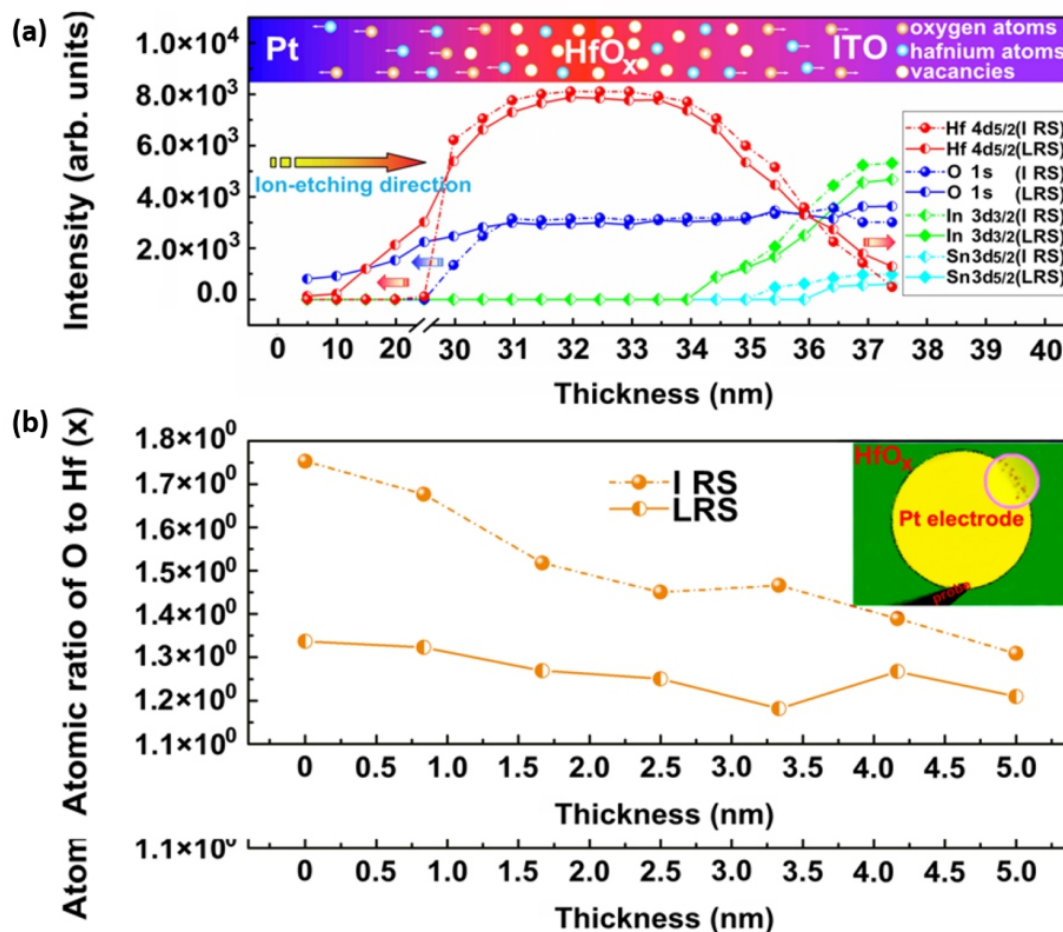 (a)
Intensity (arb. units)
1.0×10⁴
8.0×10³
6.0×10³
4.0×10³
2.0×10³
0.0
Pt
HfOₓ
ITO
oxygen atoms
hafnium atoms
vacancies
Ion-etching direction
Hf 4d5/2(I RS)
Hf 4d5/2(LRS)
O 1s (I RS)
O 1s (LRS)
In 3d3/2(I RS)
In 3d3/2(LRS)
Sn3d5/2(I RS)
Sn3d5/2(LRS)
0 10 20 30 31 32 33 34 35 36 37 38 39 40
Thickness (nm)
(b)
Atomic ratio of O to Hf (x)
1.8×10⁰
1.7×10⁰
1.6×10⁰
1.5×10⁰
1.4×10⁰
1.3×10⁰
1.2×10⁰
1.1×10⁰
I RS
LRS
HfOₓ
Pt electrode
probe
0 0.5 1.0 1.5 2.0 2.5 3.0 3.5 4.0 4.5 5.0
Thickness (nm)
Atom
1.1×10⁰
0 0.5 1.0 1.5 2.0 2.5 3.0 3.5 4.0 4.5 5.0
Thickness (nm)